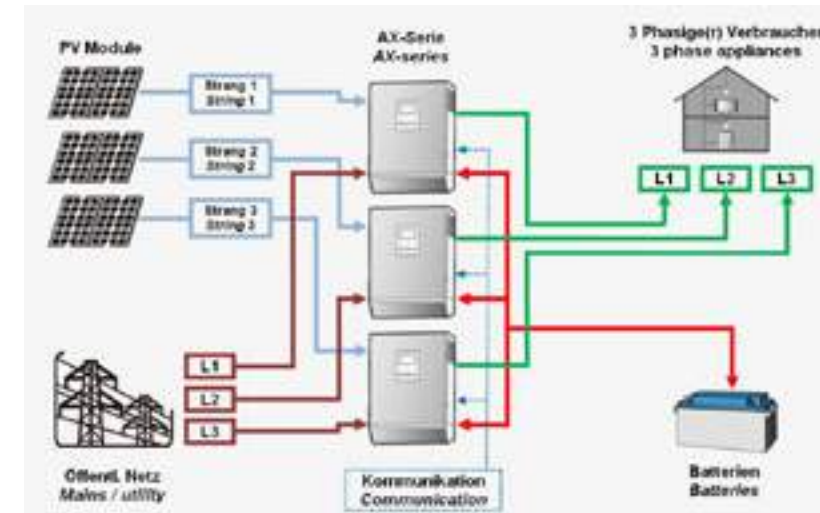 PV Module
AX-Serie
AX-series
3 Phasige(r) Verbraucher
3 phase appliances
Strang 1
String 1
Strang 2
String 2
Strang 3
String 3
L1
L2
L3
L1
L2
L3
Öffentl. Netz
Mains / utility
Kommunikation
Communication
Batterien
Batteries